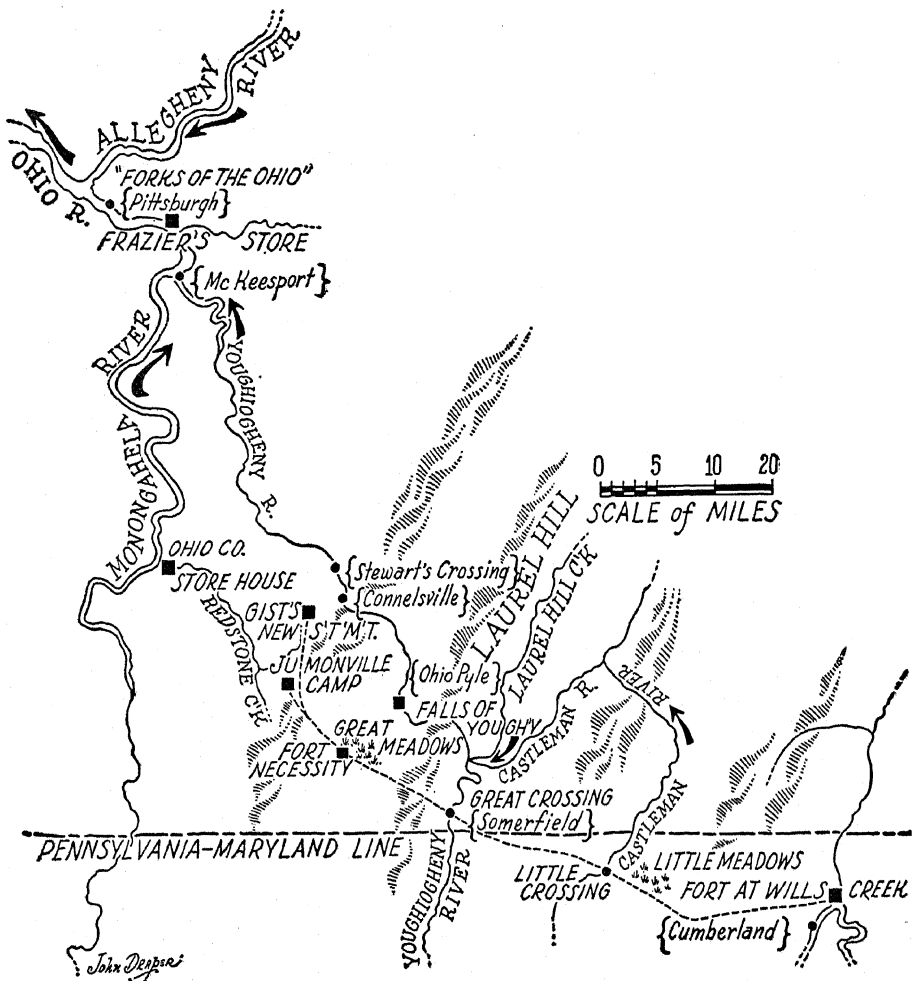 ALLEGHENY RIVER
OHIO R.
"FORKS OF THE OHIO"
{Pittsburgh}
FRAZIER'S STORE
{Mc Keesport}
MONONGAHELA RIVER
YOUGHIOGHENY R.
0 5 10 20
SCALE of MILES
OHIO CO.
STORE HOUSE
{Stewart's Crossing}
{Connelsville}
LAUREL HILL
LAUREL HIL CK
REDSTONE CK
GIST'S
NEW S'T'M'T.
JUMONVILLE
CAMP
{Ohio Pyle}
FALLS OF
YOUGHY
CASTLEMAN R.
RIVER
GREAT
MEADOWS
FORT
NECESSITY
GREAT CROSSING
{Somerfield}
PENNSYLVANIA-MARYLAND LINE
CASTLEMAN
LITTLE
CROSSING
LITTLE MEADOWS
FORT AT WILLS CREEK
YOUGHIOGHENY
RIVER
{Cumberland}
John Draper